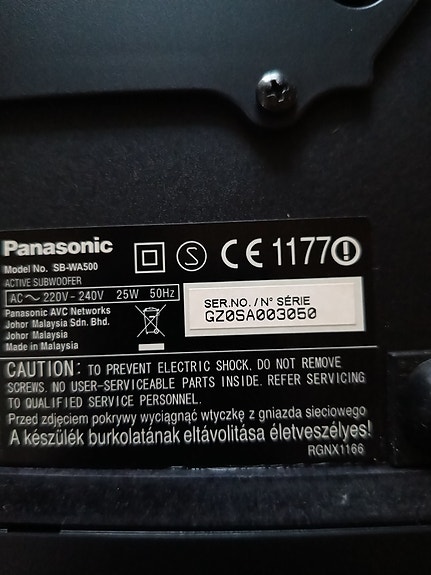 Panasonic
Model No. SB-WA500
ACTIVE SUBWOOFER
AC ~ 220V - 240V 25W 50Hz
Panasonic AVC Networks
Johor Malaysia Sdn. Bhd.
Johor Malaysia
Made in Malaysia
S
CE 1177
SER.NO. / N° SÉRIE
GZ0SA003050
CAUTION: TO PREVENT ELECTRIC SHOCK. DO NOT REMOVE
SCREWS. NO USER-SERVICEABLE PARTS INSIDE. REFER SERVICING
TO QUALIFIED SERVICE PERSONNEL.
Przed zdjęciem pokrywy wyciągnąć wtyczkę z gniazda sieciowego
A készülék burkolatának eltávolítása életveszélyes!
RGNX1166